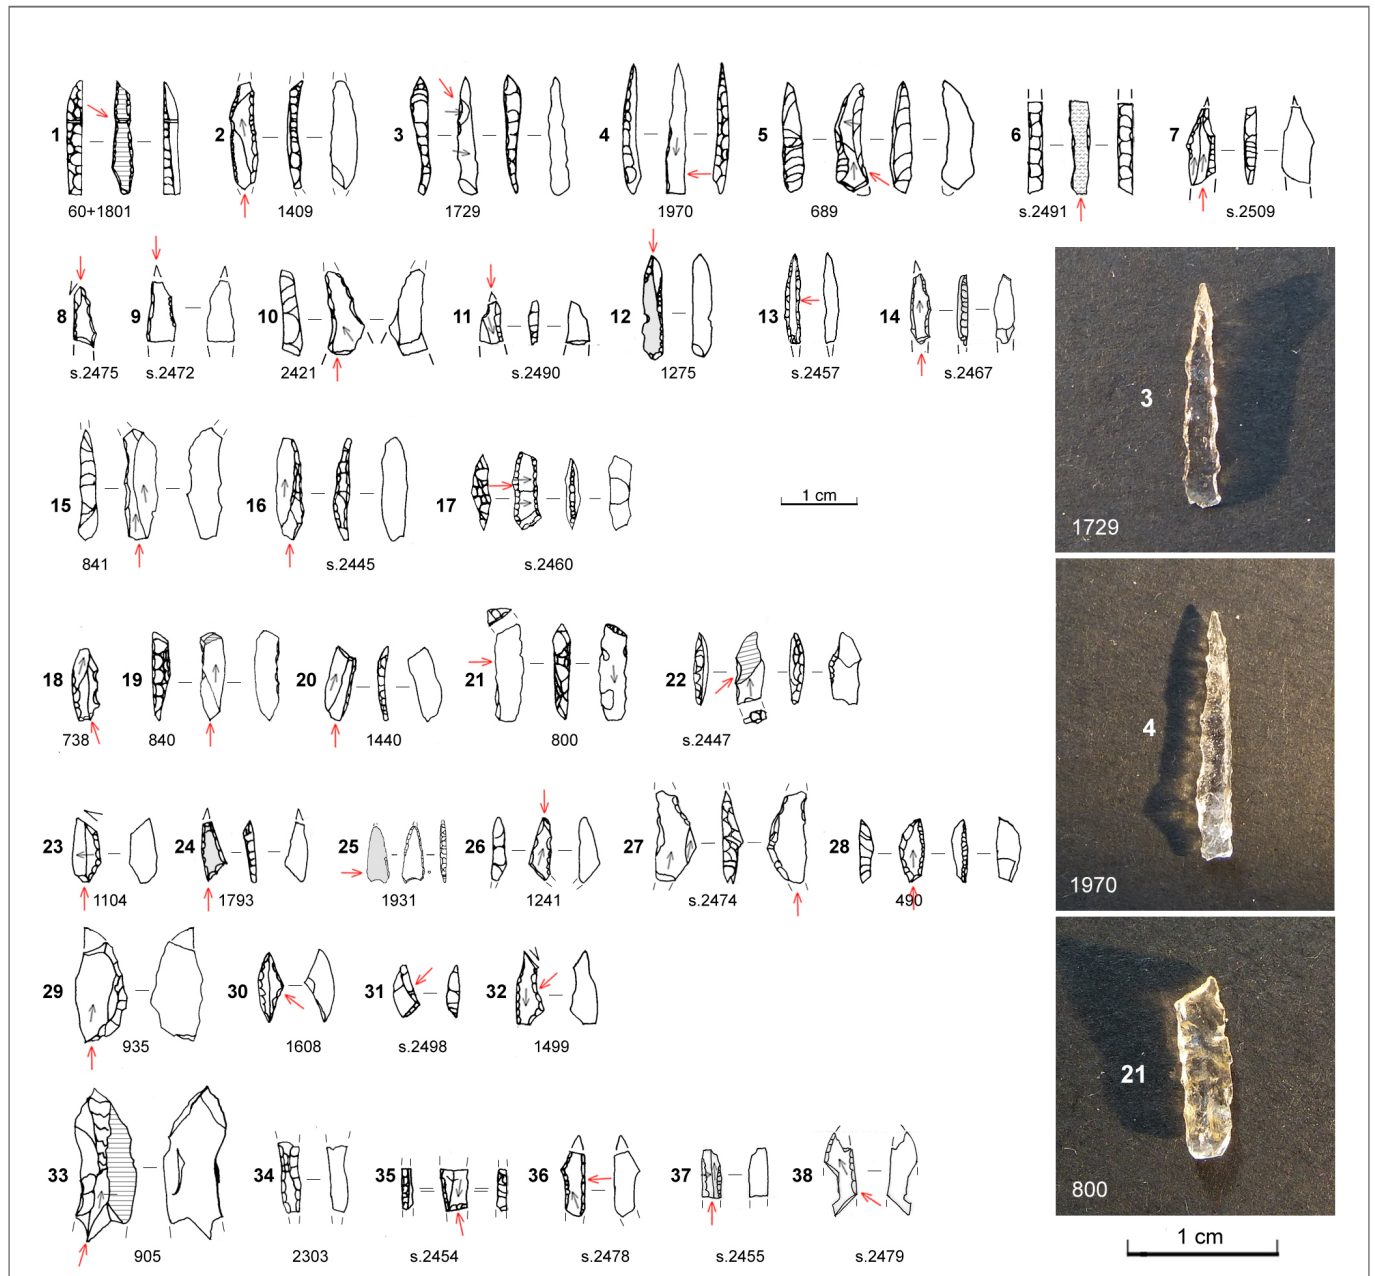 1 2 3 4 5 6 7
60+1801 1409 1729 1970 689 s.2491 s.2509
8 9 10 11 12 13 14
s.2475 s.2472 2421 s.2490 1275 s.2457 s.2467
15 16 17
1 cm
841 s.2445 s.2460
18 19 20 21 22
738 840 1440 800 s.2447
23 24 25 26 27 28
1104 1793 1931 1241 s.2474 490
29 30 31 32
935 1608 s.2498 1499
33 34 35 36 37 38
905 2303 s.2454 s.2478 s.2455 s.2479
3
1729
4
1970
21
800
1 cm